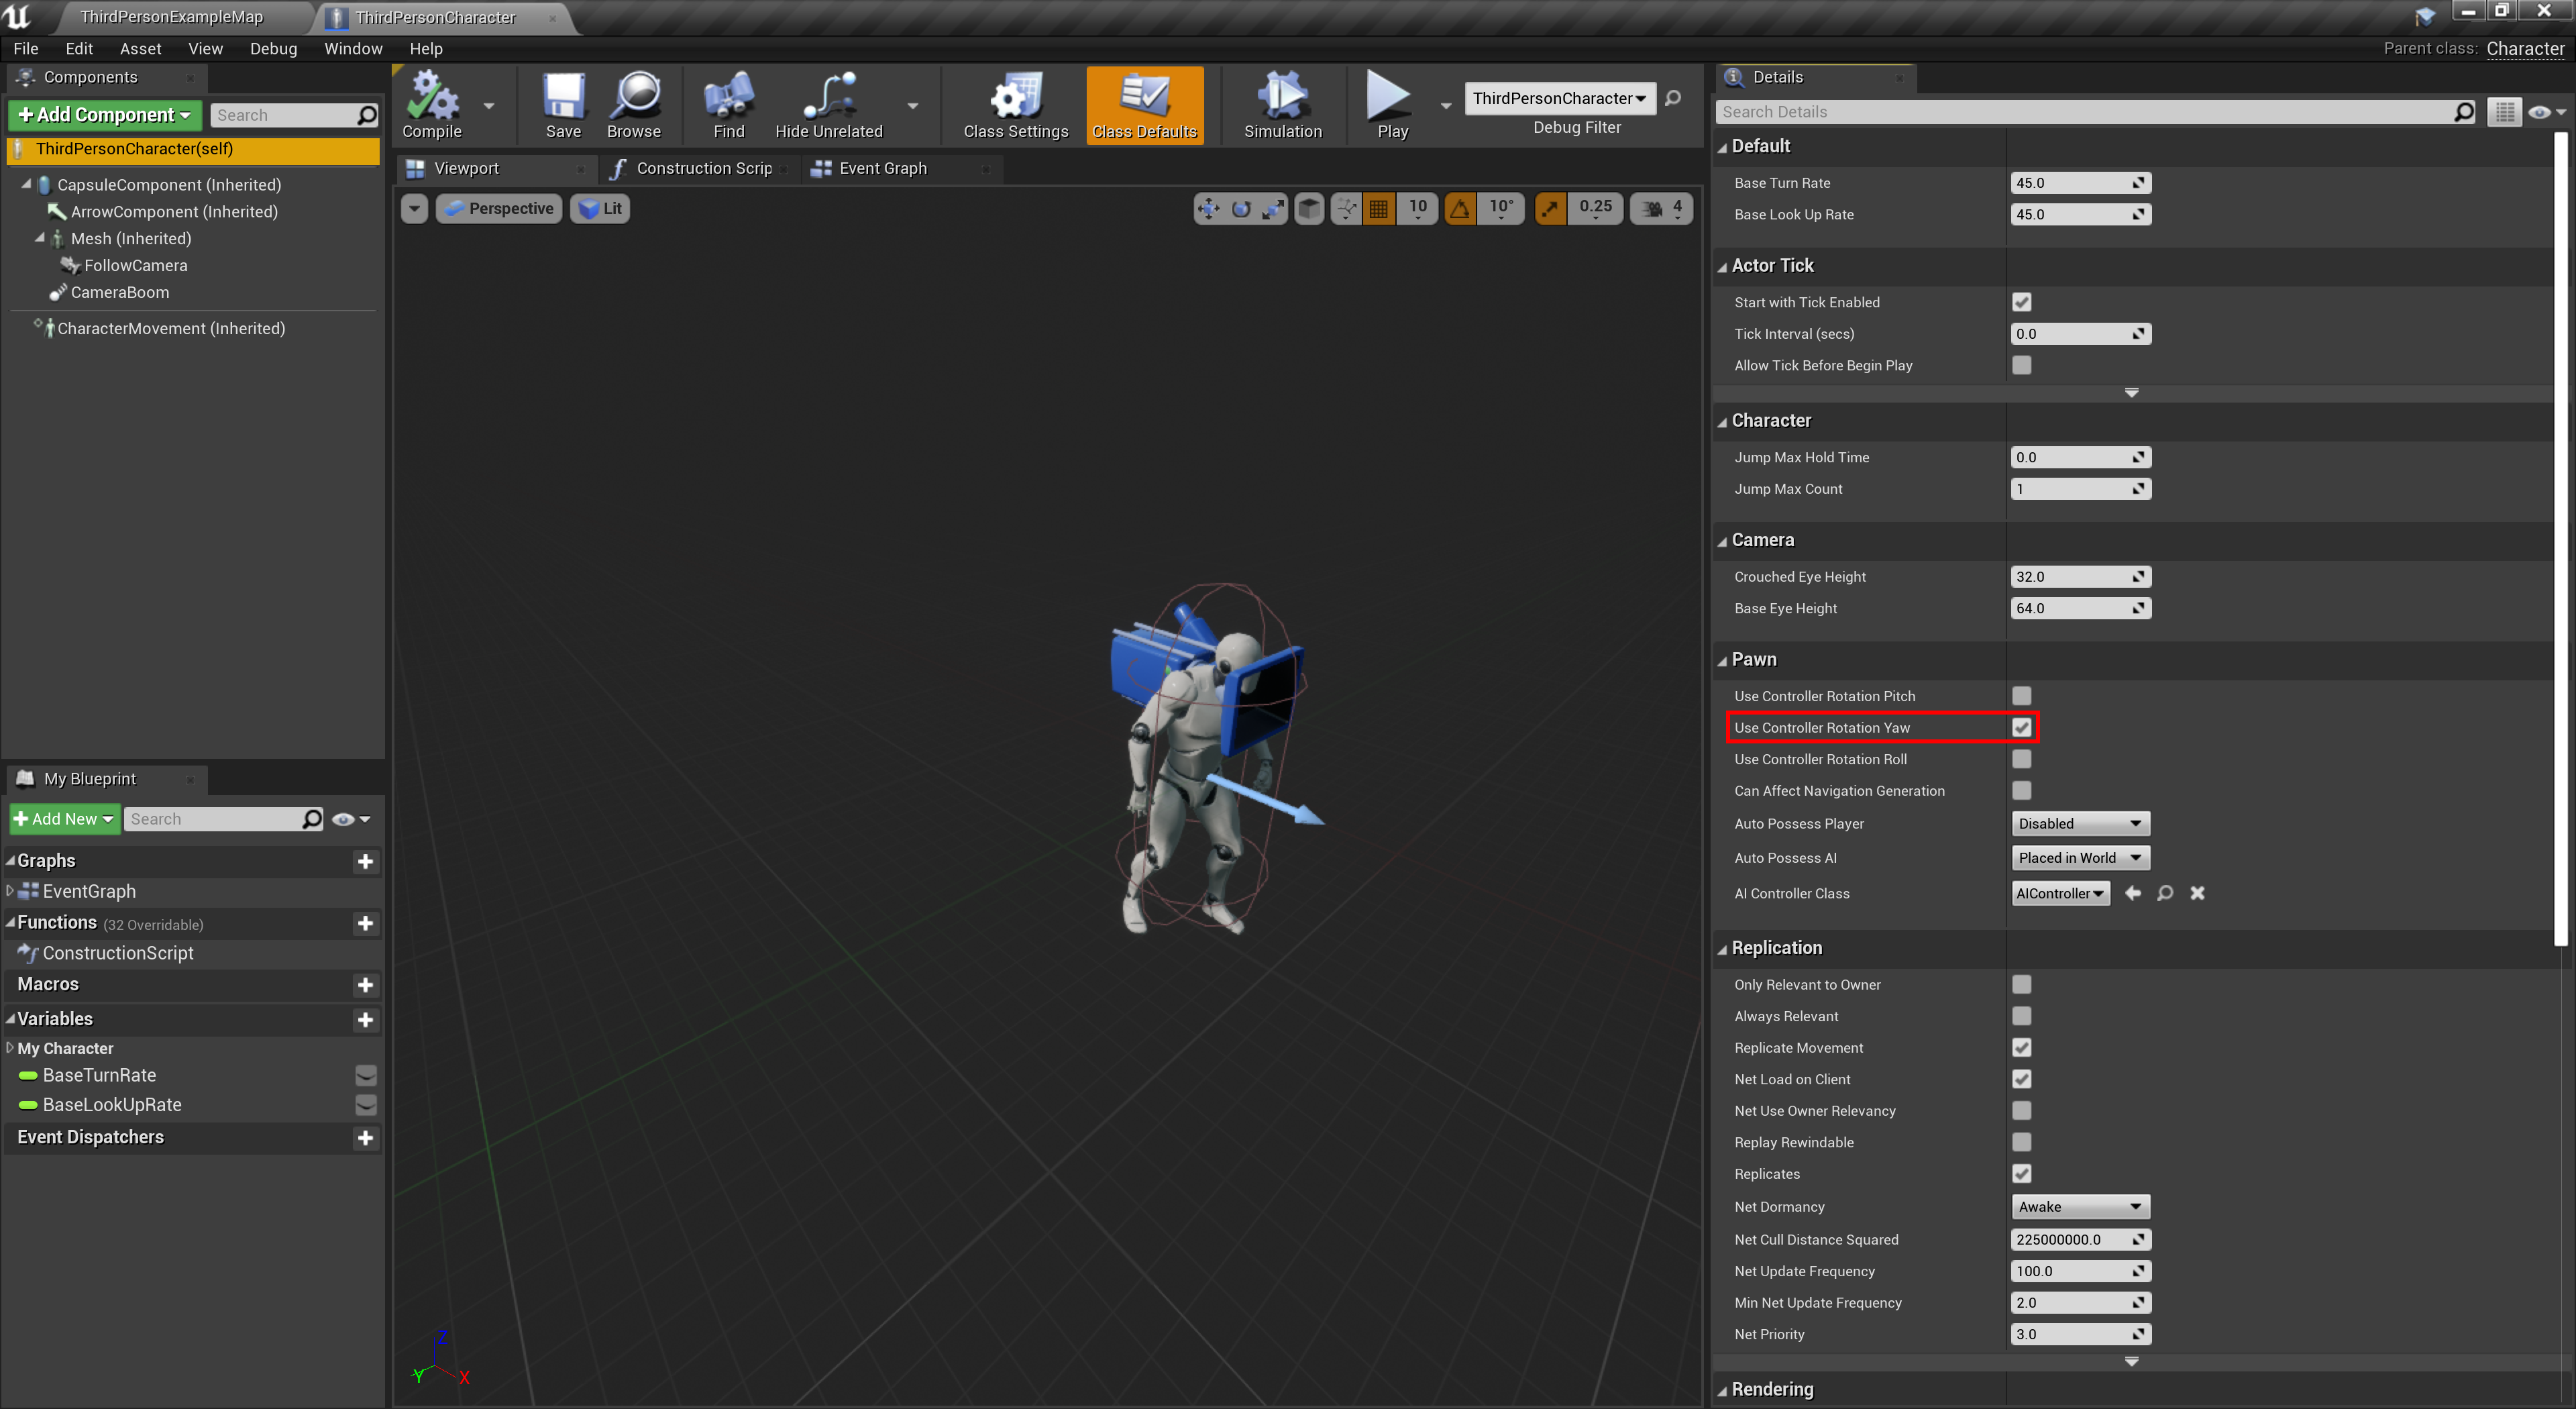 ThirdPersonExampleMap
ThirdPersonCharacter
File Edit Asset View Debug Window Help
Parent class: Character
Components
+ Add Component
Search
ThirdPersonCharacter(self)
CapsuleComponent (Inherited)
ArrowComponent (Inherited)
Mesh (Inherited)
FollowCamera
CameraBoom
CharacterMovement (Inherited)
My Blueprint
+ Add New
Search
Graphs
EventGraph
Functions (32 Overridable)
ConstructionScript
Macros
Variables
My Character
BaseTurnRate
BaseLookUpRate
Event Dispatchers
Compile
Save
Browse
Find
Hide Unrelated
Class Settings
Class Defaults
Simulation
Play
ThirdPersonCharacter
Debug Filter
Viewport
Construction Scrip
Event Graph
Perspective
Lit
10
10°
0.25
4
Z
Y
X
Details
Search Details
Default
Base Turn Rate 45.0
Base Look Up Rate 45.0
Actor Tick
Start with Tick Enabled
Tick Interval (secs) 0.0
Allow Tick Before Begin Play
Character
Jump Max Hold Time 0.0
Jump Max Count 1
Camera
Crouched Eye Height 32.0
Base Eye Height 64.0
Pawn
Use Controller Rotation Pitch
Use Controller Rotation Yaw
Use Controller Rotation Roll
Can Affect Navigation Generation
Auto Possess Player Disabled
Auto Possess AI Placed in World
AI Controller Class AIController
Replication
Only Relevant to Owner
Always Relevant
Replicate Movement
Net Load on Client
Net Use Owner Relevancy
Replay Rewindable
Replicates
Net Dormancy Awake
Net Cull Distance Squared 225000000.0
Net Update Frequency 100.0
Min Net Update Frequency 2.0
Net Priority 3.0
Rendering